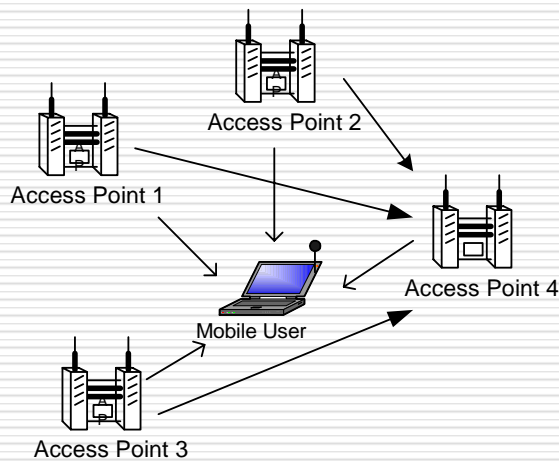 Access Point 2
Access Point 1
Access Point 4
Mobile User
Access Point 3